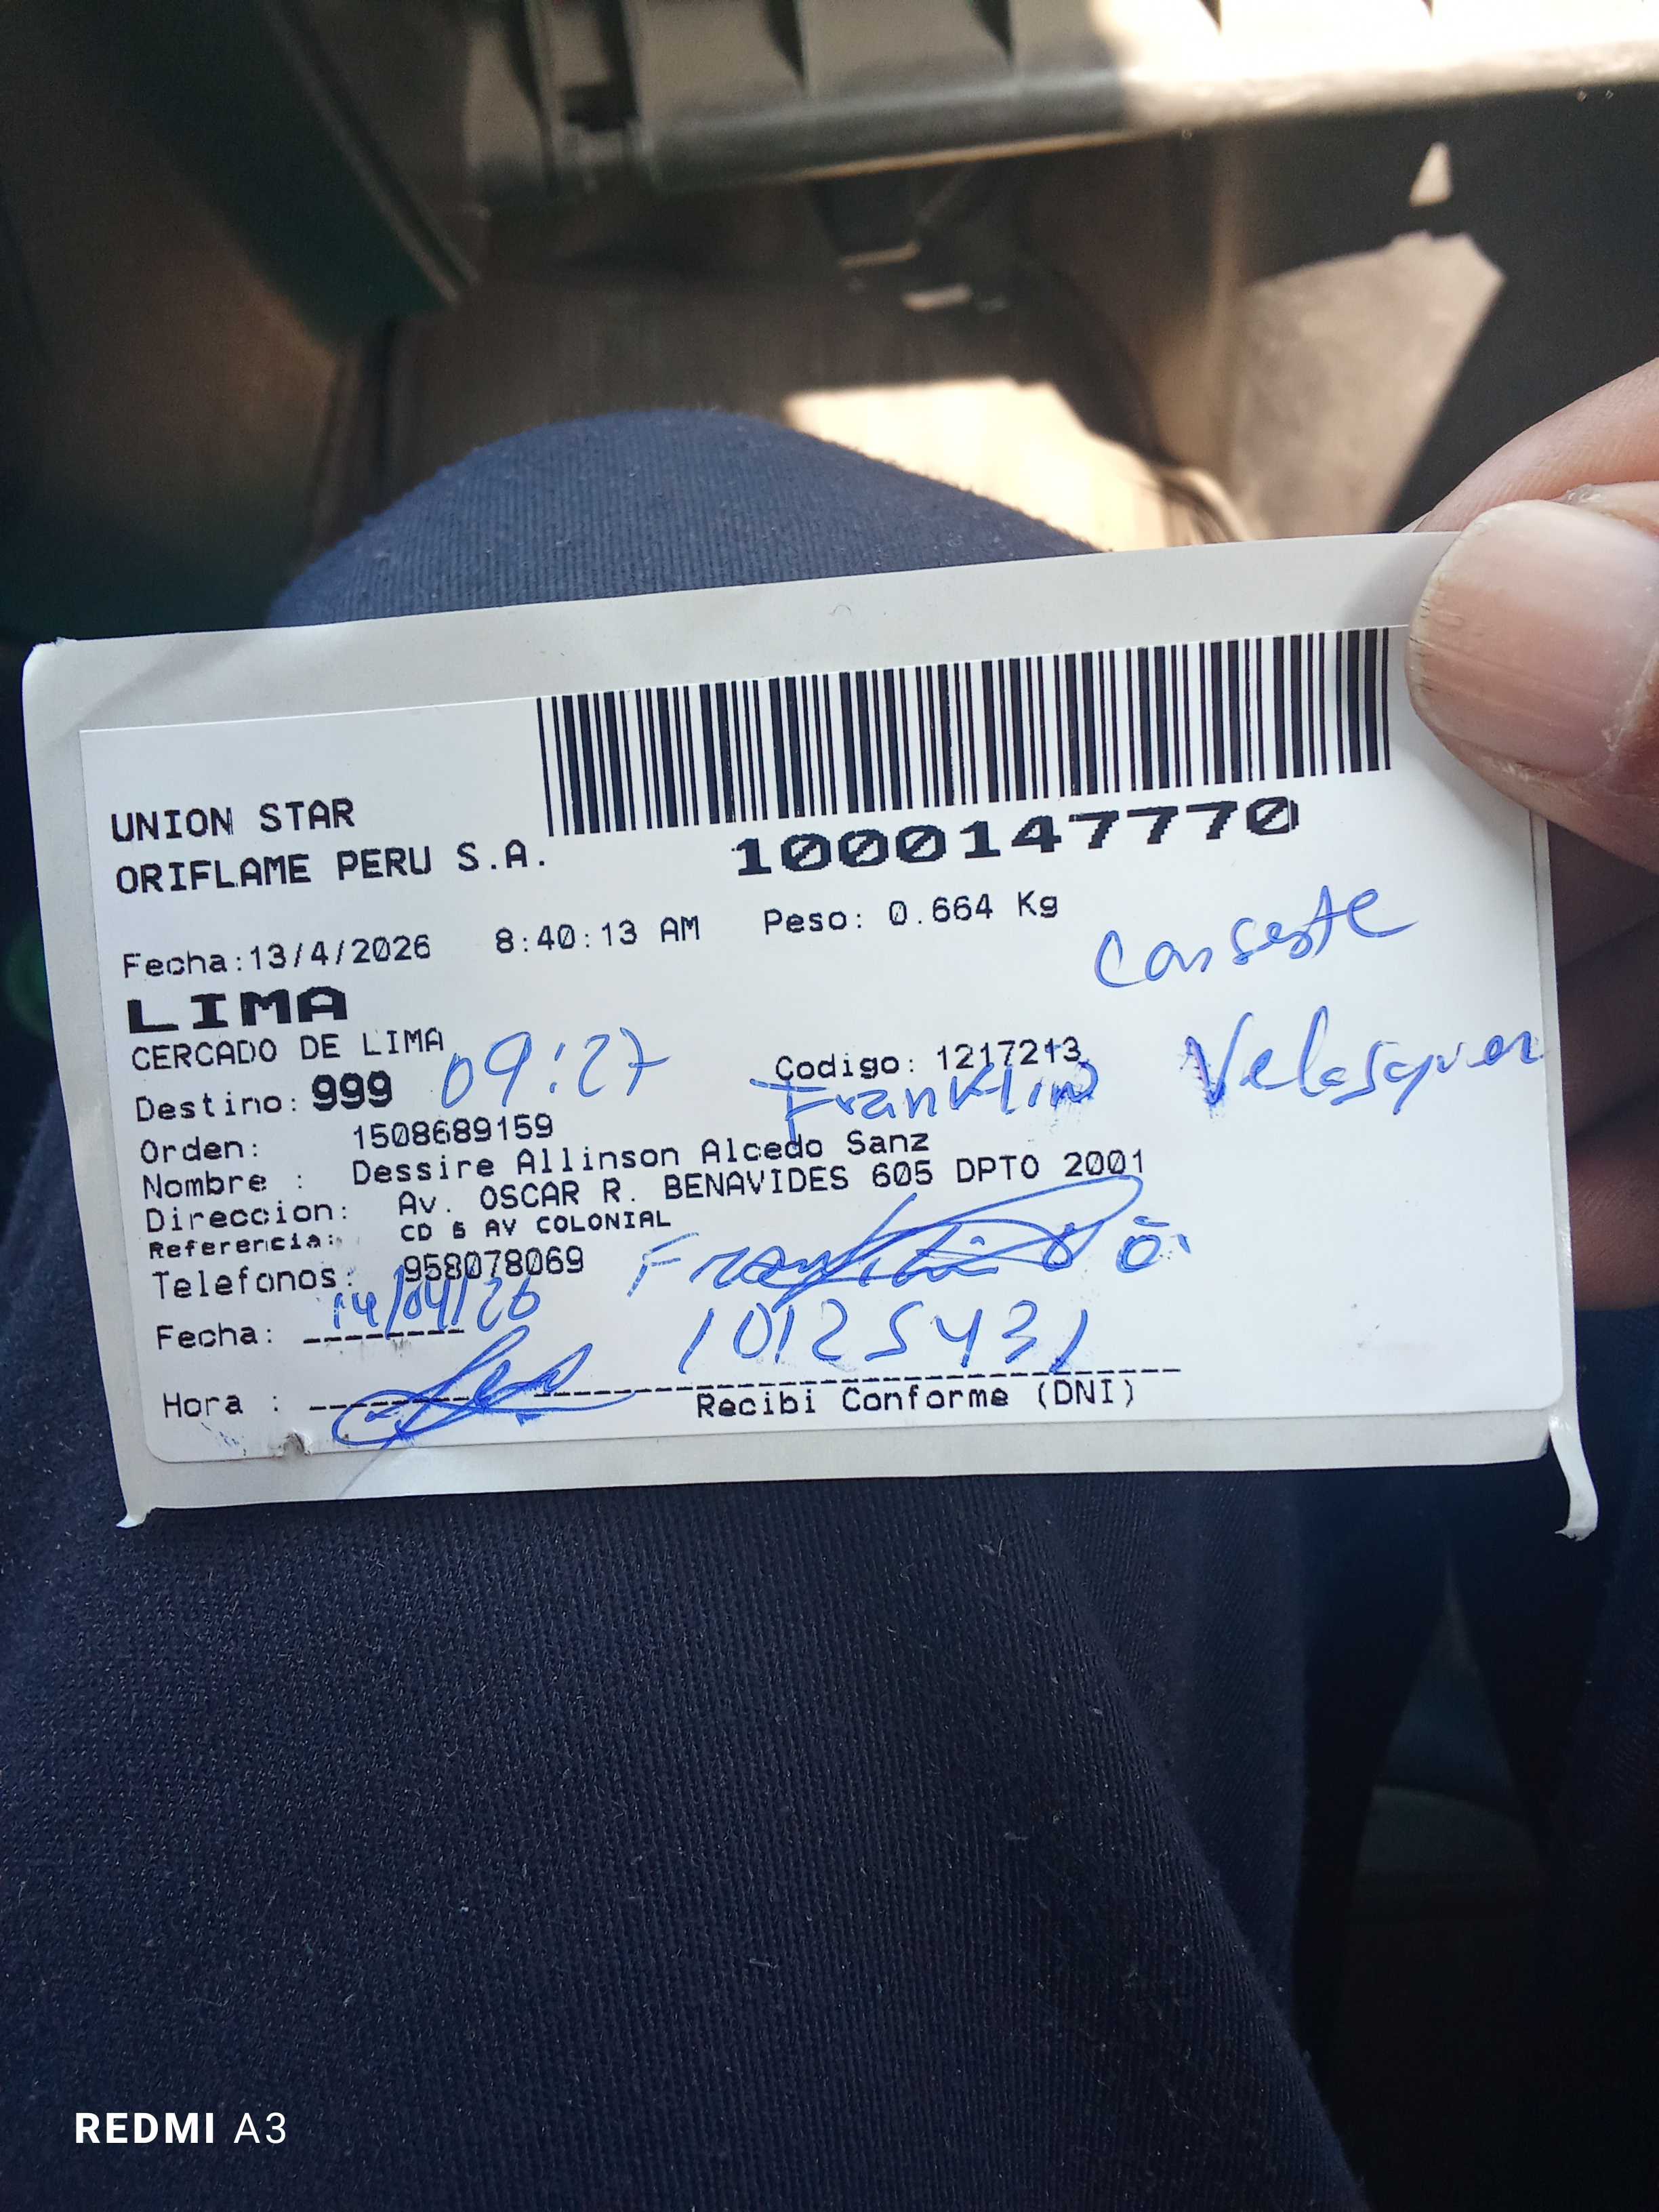 UNION STAR
ORIFLAME PERU S.A.
1000147770
Fecha:13/4/2026 8:40:13 AM Peso: 0.664 Kg
LIMA
CERCADO DE LIMA
09:27
Codigo: 1217213
Destino: 999
Franklin Velasquez
Orden: 1508689159
Nombre : Dessire Allinson Alcedo Sanz
Direccion: Av. OSCAR R. BENAVIDES 605 DPTO 2001
Referencia: CD 6 AV COLONIAL
Telefonos: 958078069
Fecha: 14/04/26
10125431
Hora :
Recibi Conforme (DNI)
REDMI A3